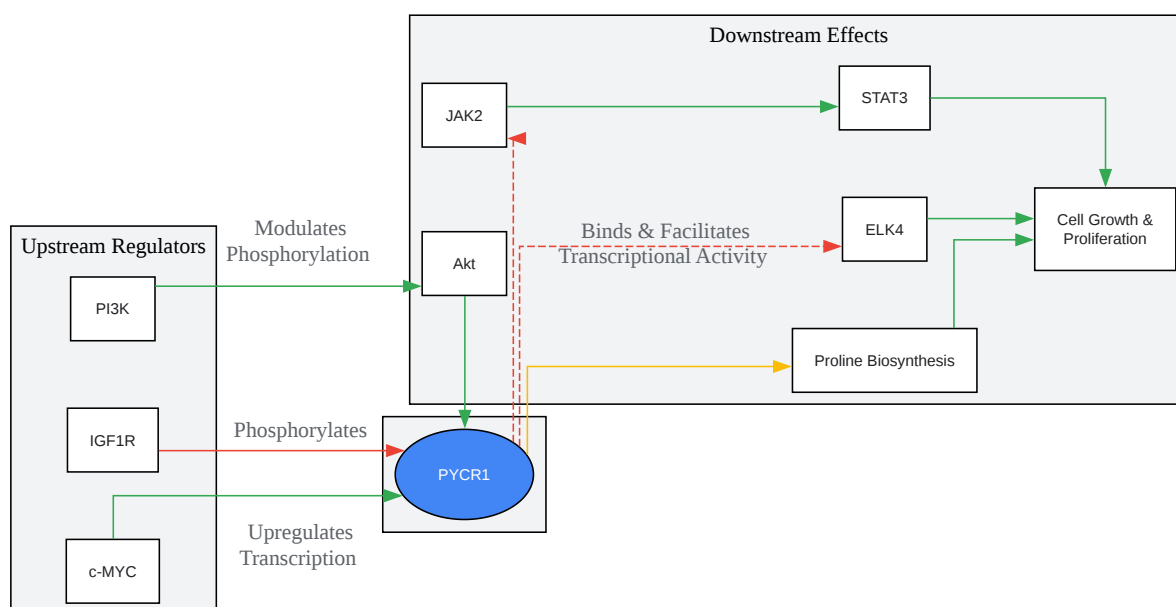 Downstream Effects
JAK2
STAT3
Upstream Regulators
Modulates
Phosphorylation
PI3K
Akt
Binds & Facilitates
Transcriptional Activity
ELK4
Cell Growth &
Proliferation
Proline Biosynthesis
IGF1R
Phosphorylates
PYCR1
c-MYC
Upregulates
Transcription